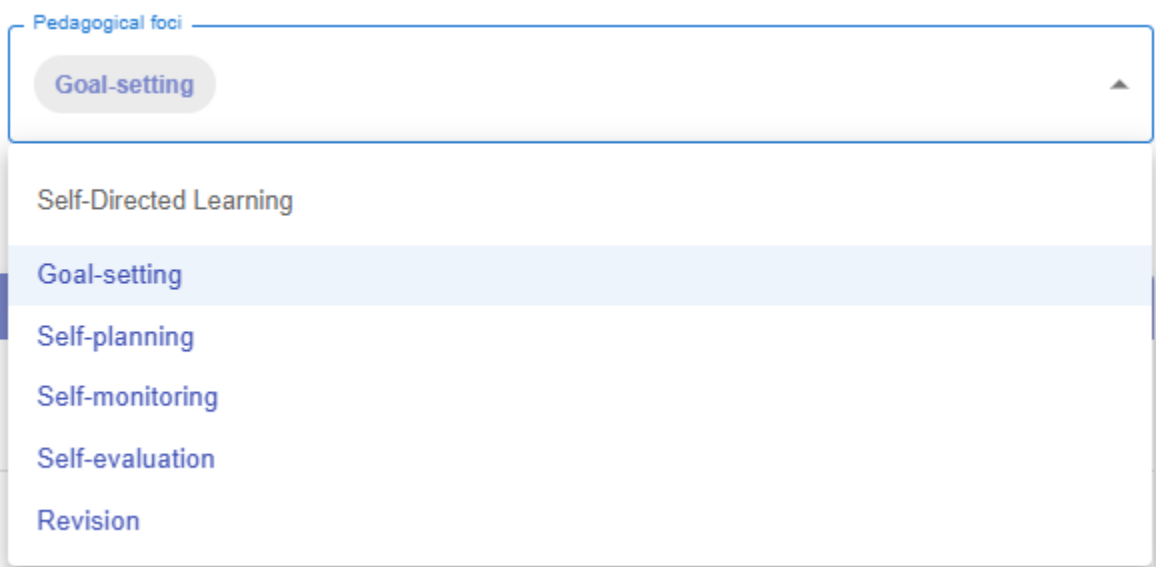 Pedagogical foci
Goal-setting
Self-Directed Learning
Goal-setting
Self-planning
Self-monitoring
Self-evaluation
Revision